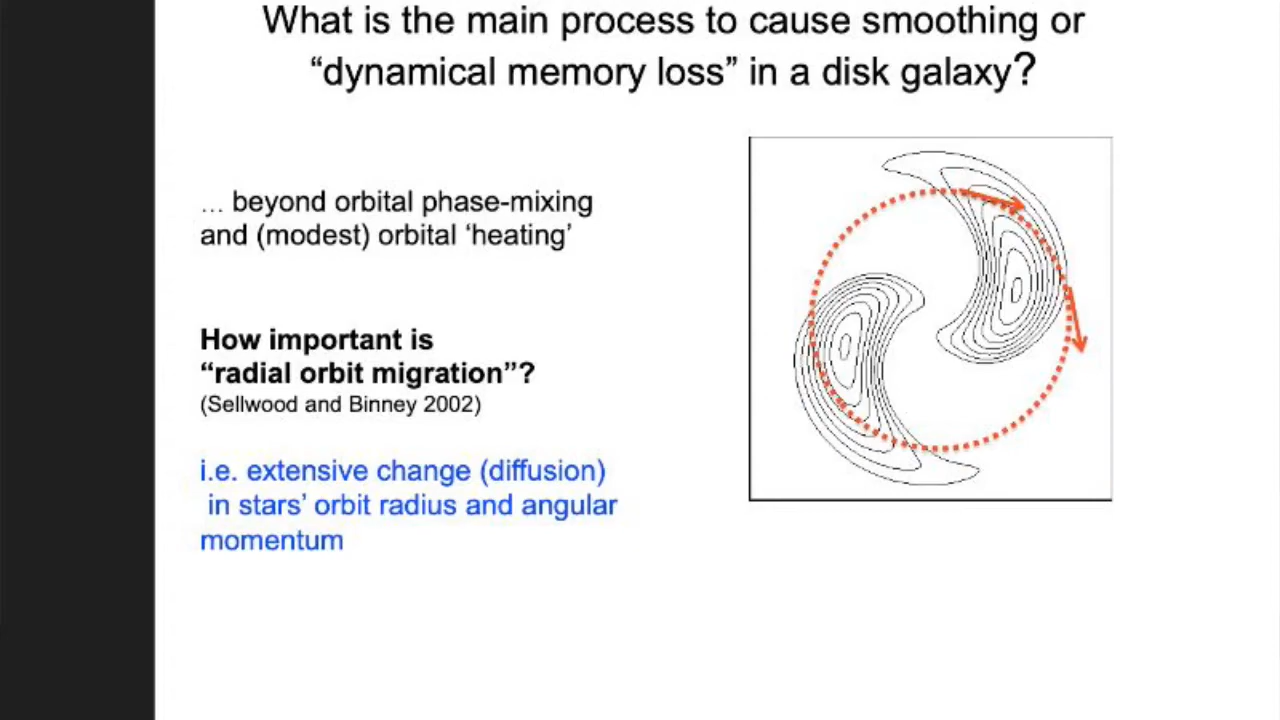 What is the main process to cause smoothing or
“dynamical memory loss” in a disk galaxy?
... beyond orbital phase-mixing
and (modest) orbital ‘heating’
How important is
“radial orbit migration”?
(Sellwood and Binney 2002)
i.e. extensive change (diffusion)
in stars’ orbit radius and angular
momentum